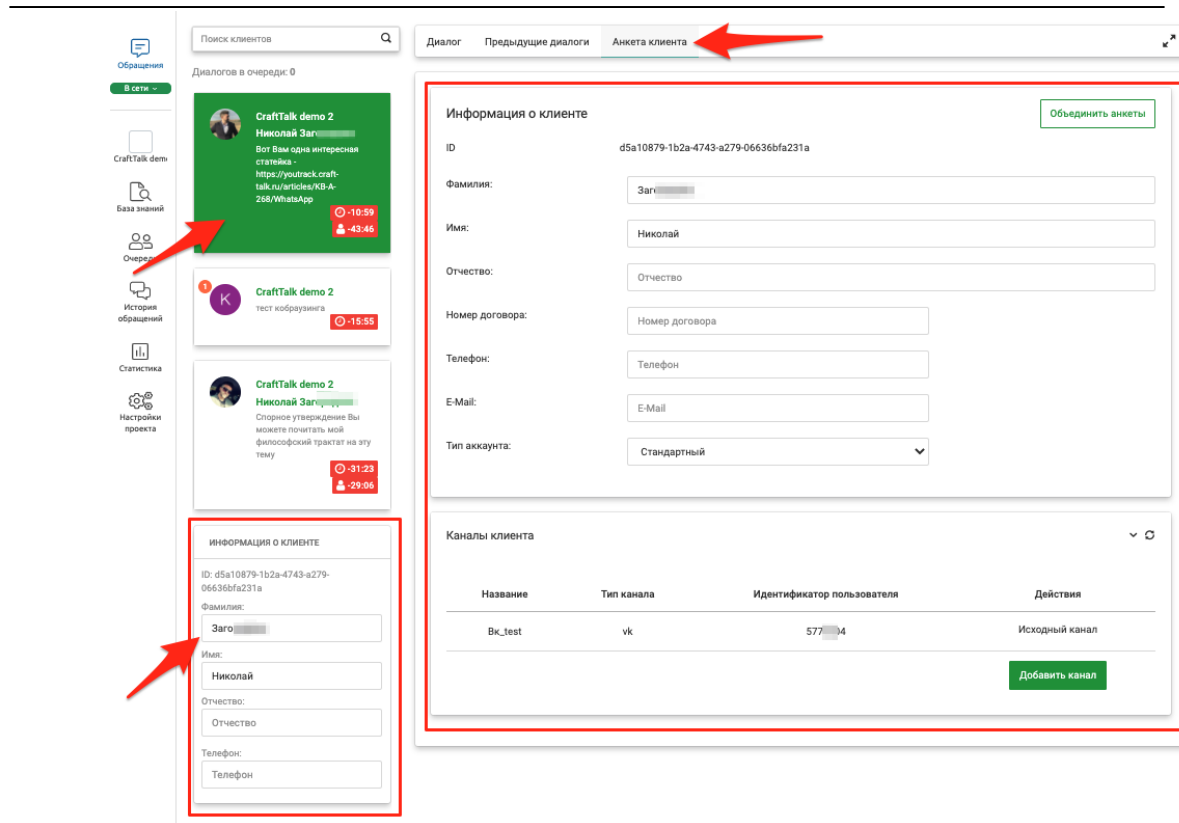 Обращения
В сети
CraftTalk demo
База знаний
История
обращений
Статистика
Настройки
проекта
Поиск клиентов
Диалогов в очереди: 0
CraftTalk demo 2
Николай
Вот Вам одна интересная
статейка -
https://youtrack.craft-
talk.ru/articles/KB-A-
268/WhatsApp
-10:59
-43:46
1
K
CraftTalk demo 2
тест кобраузинга
-15:55
CraftTalk demo 2
Николай
Спорное утверждение Вы
можете почитать мой
философский трактат на эту
тему
-31:23
-29:06
ИНФОРМАЦИЯ О КЛИЕНТЕ
ID: d5a10879-1b2a-4743-a279-
06636bfa231a
Фамилия:
Имя:
Николай
Отчество:
Отчество
Телефон:
Телефон
Диалог Предыдущие диалоги Анкета клиента
Информация о клиенте
Объединить анкеты
ID d5a10879-1b2a-4743-a279-06636bfa231a
Фамилия:
Имя: Николай
Отчество: Отчество
Номер договора: Номер договора
Телефон: Телефон
E-Mail: E-Mail
Тип аккаунта: Стандартный
Каналы клиента
Название Тип канала Идентификатор пользователя Действия
Вк_test vk Исходный канал
Добавить канал